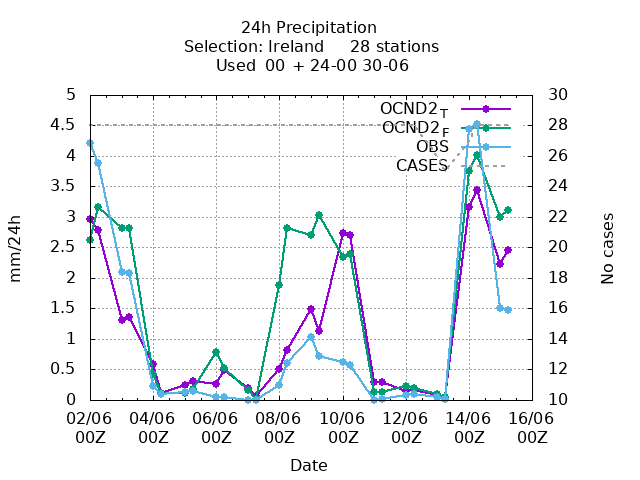 24h Precipitation
Selection: Ireland 28 stations
Used 00 + 24-00 30-06
5
4.5
4
3.5
3
2.5
2
1.5
1
0.5
0
mm/24h
30
28
26
24
22
20
18
16
14
12
10
No cases
OCND2T
OCND2F
OBS
CASES
02/06 04/06 06/06 08/06 10/06 12/06 14/06 16/06
00Z 00Z 00Z 00Z 00Z 00Z 00Z 00Z
Date